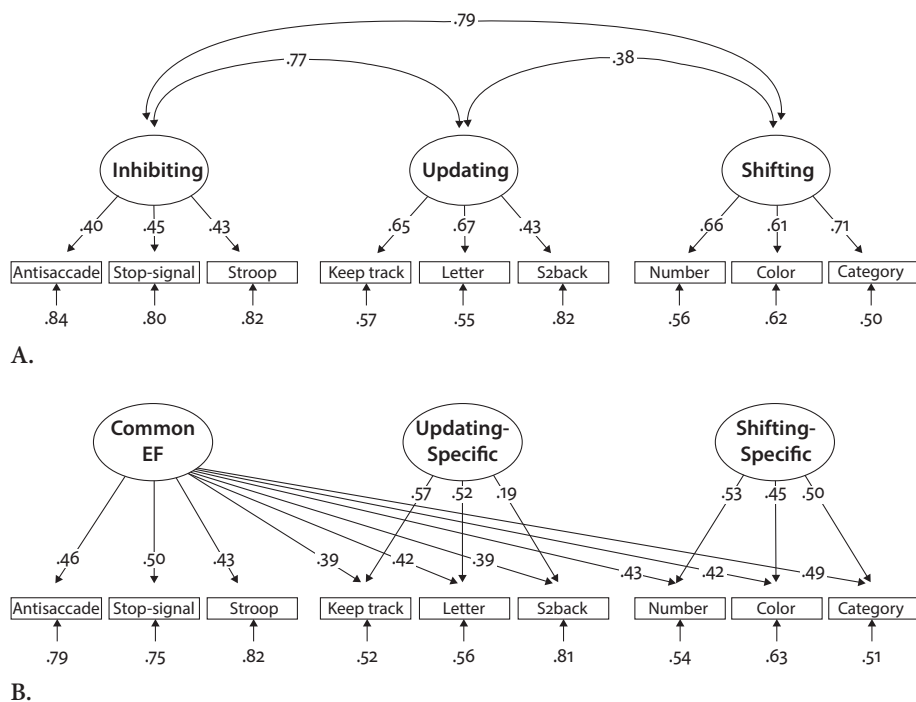 .79
.77
.38
Inhibiting
Updating
Shifting
.40
.45
.43
.65
.67
.43
.66
.61
.71
Antisaccade
Stop-signal
Stroop
Keep track
Letter
S2back
Number
Color
Category
.84
.80
.82
.57
.55
.82
.56
.62
.50
A.
Common
EF
Updating-
Specific
Shifting-
Specific
.57
.52
.19
.53
.45
.50
.46
.50
.43
.39
.42
.39
.43
.42
.49
Antisaccade
Stop-signal
Stroop
Keep track
Letter
S2back
Number
Color
Category
.79
.75
.82
.52
.56
.81
.54
.63
.51
B.